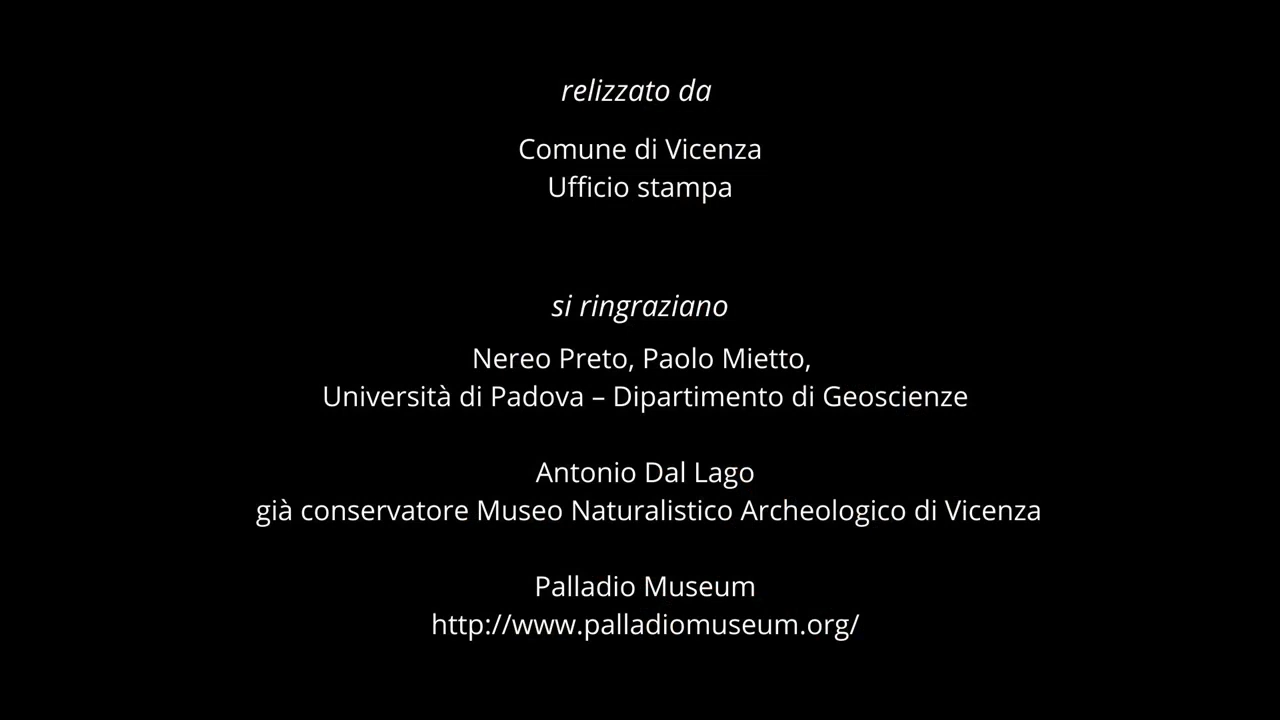 relizzato da
Comune di Vicenza
Ufficio stampa
si ringraziano
Nereo Preto, Paolo Mietto,
Università di Padova – Dipartimento di Geoscienze
Antonio Dal Lago
già conservatore Museo Naturalistico Archeologico di Vicenza
Palladio Museum
http://www.palladiomuseum.org/